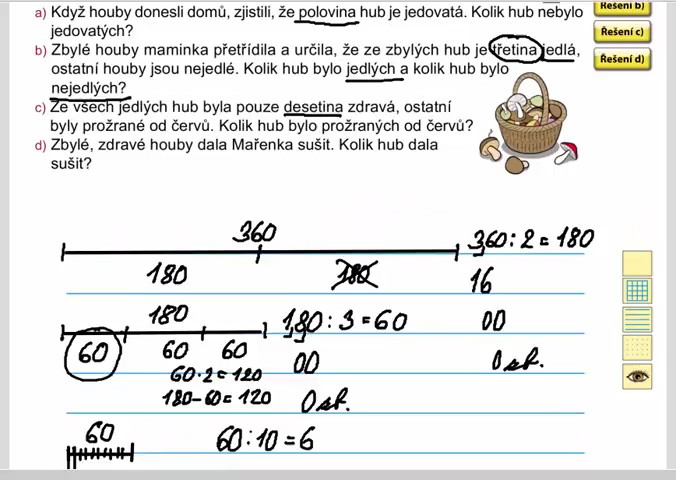 a) Když houby donesli domů, zjistili, že polovina hub je jedovatá. Kolik hub nebylo
jedovatých?
b) Zbylé houby maminka přetřídila a určila, že ze zbylých hub je třetina jedlá,
ostatní houby jsou nejedlé. Kolik hub bylo jedlých a kolik hub bylo
nejedlých?
c) Ze všech jedlých hub byla pouze desetina zdravá, ostatní
byly prožrané od červů. Kolik hub bylo prožraných od červů?
d) Zbylé, zdravé houby dala Mařenka sušit. Kolik hub dala
sušit?
Řešení b)
Řešení c)
Řešení d)
360
360 : 2 = 180
180 180
16
180
180 : 3 = 60
00
60 60 60
00
0 zb.
60 · 2 = 120
180 - 60 = 120
0 zb.
60
60 : 10 = 6